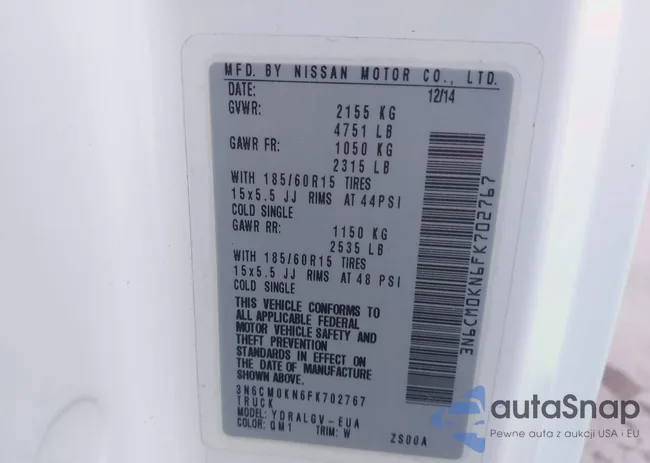 MFD. BY NISSAN MOTOR CO., LTD.
DATE: 12/14
GVWR: 2155 KG
4751 LB
GAWR FR: 1050 KG
2315 LB
WITH 185/60R15 TIRES
15x5.5 JJ RIMS AT 44PSI
COLD SINGLE
GAWR RR: 1150 KG
2535 LB
WITH 185/60R15 TIRES
15x5.5 JJ RIMS AT 48 PSI
COLD SINGLE
THIS VEHICLE CONFORMS TO
ALL APPLICABLE FEDERAL
MOTOR VEHICLE SAFETY AND
THEFT PREVENTION
STANDARDS IN EFFECT ON
THE DATE OF MANUFACTURE
SHOWN ABOVE.
3N6CM0KN6FK702767
TRUCK
MODEL: YDRALGV-EUA
COLOR: QM1 TRIM: W ZS00A
3N6CM0KN6FK702767
autoSnap
Pewne auta z aukcji USA i EU